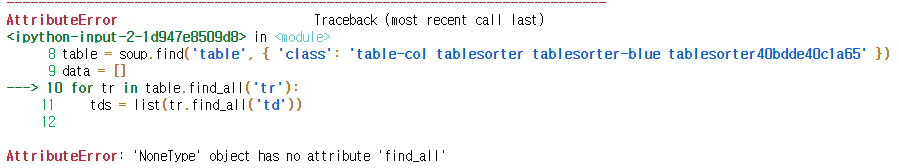 ---------------------------------------------------------------------------
AttributeError                            Traceback (most recent call last)
<ipython-input-2-1d947e8509d8> in <module>
      8 table = soup.find('table', { 'class': 'table-col tablesorter tablesorter-blue tablesorter40bdde40c1a65' })
      9 data = []
---> 10 for tr in table.find_all('tr'):
     11     tds = list(tr.find_all('td'))
     12 
AttributeError: 'NoneType' object has no attribute 'find_all'